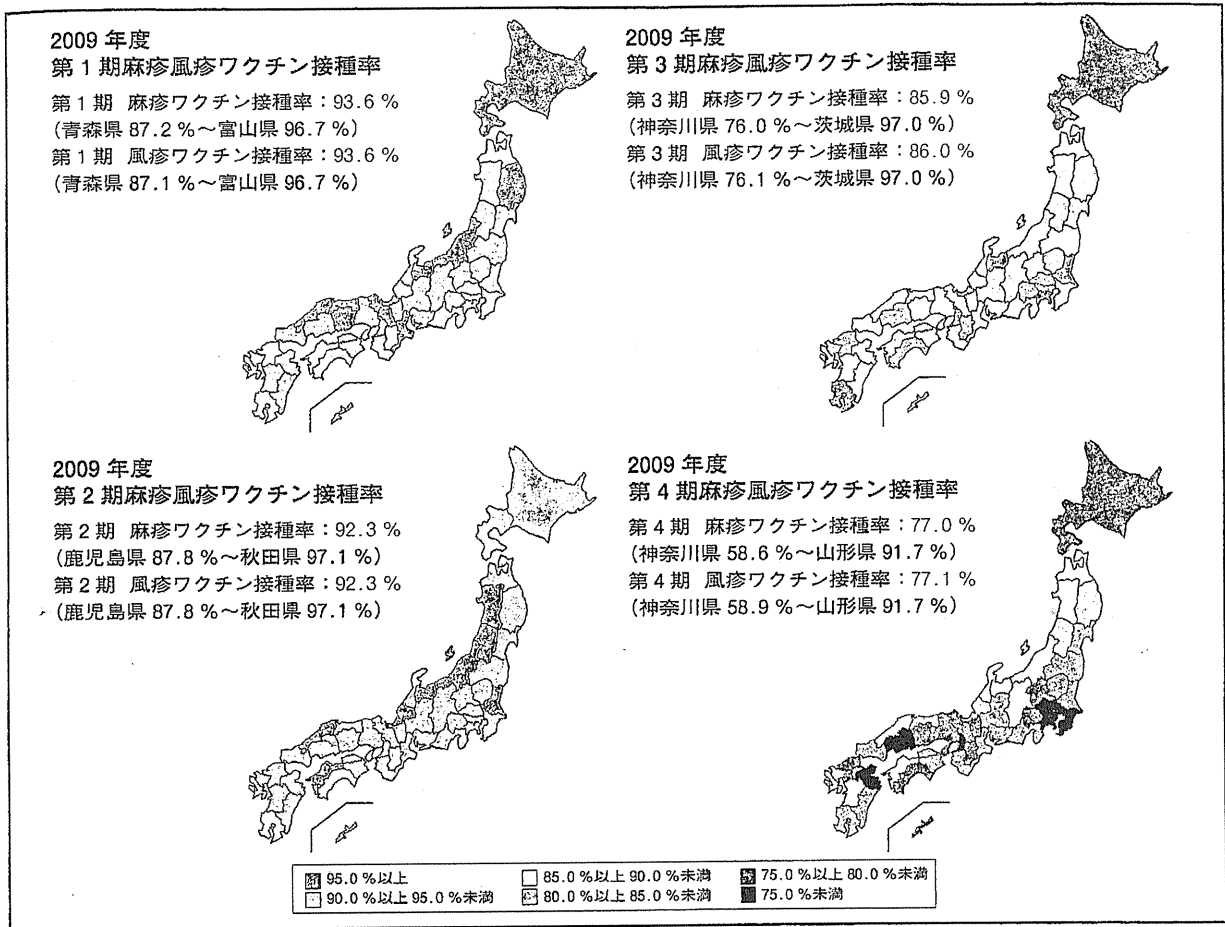 2009 年度
第1期麻疹風疹ワクチン接種率
第1期 麻疹ワクチン接種率：93.6 %
(青森県 87.2 %～富山県 96.7 %)
第1期 風疹ワクチン接種率：93.6 %
(青森県 87.1 %～富山県 96.7 %)
2009 年度
第3期麻疹風疹ワクチン接種率
第3期 麻疹ワクチン接種率：85.9 %
(神奈川県 76.0 %～茨城県 97.0 %)
第3期 風疹ワクチン接種率：86.0 %
(神奈川県 76.1 %～茨城県 97.0 %)
2009 年度
第2期麻疹風疹ワクチン接種率
第2期 麻疹ワクチン接種率：92.3 %
(鹿児島県 87.8 %～秋田県 97.1 %)
第2期 風疹ワクチン接種率：92.3 %
(鹿児島県 87.8 %～秋田県 97.1 %)
2009 年度
第4期麻疹風疹ワクチン接種率
第4期 麻疹ワクチン接種率：77.0 %
(神奈川県 58.6 %～山形県 91.7 %)
第4期 風疹ワクチン接種率：77.1 %
(神奈川県 58.9 %～山形県 91.7 %)
95.0 %以上 85.0 %以上 90.0 %未満 75.0 %以上 80.0 %未満
90.0 %以上 95.0 %未満 80.0 %以上 85.0 %未満 75.0 %未満